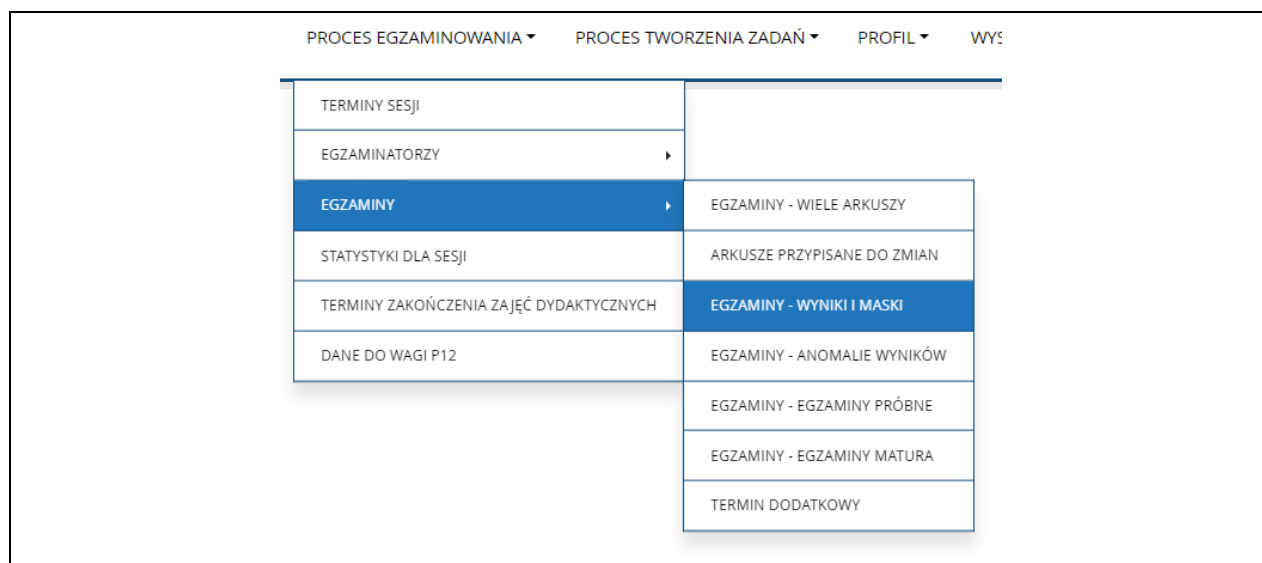 PROCES EGZAMINOWANIA PROCES TWORZENIA ZADAŃ PROFIL WYS
TERMINY SESJI
EGZAMINATORZY
EGZAMINY
STATYSTYKI DLA SESJI
TERMINY ZAKOŃCZENIA ZAJĘĆ DYDAKTYCZNYCH
DANE DO WAGI P12
EGZAMINY - WIELE ARKUSZY
ARKUSZE PRZYPISANE DO ZMIAN
EGZAMINY - WYNIKI I MASKI
EGZAMINY - ANOMALIE WYNIKÓW
EGZAMINY - EGZAMINY PRÓBNE
EGZAMINY - EGZAMINY MATURA
TERMIN DODATKOWY